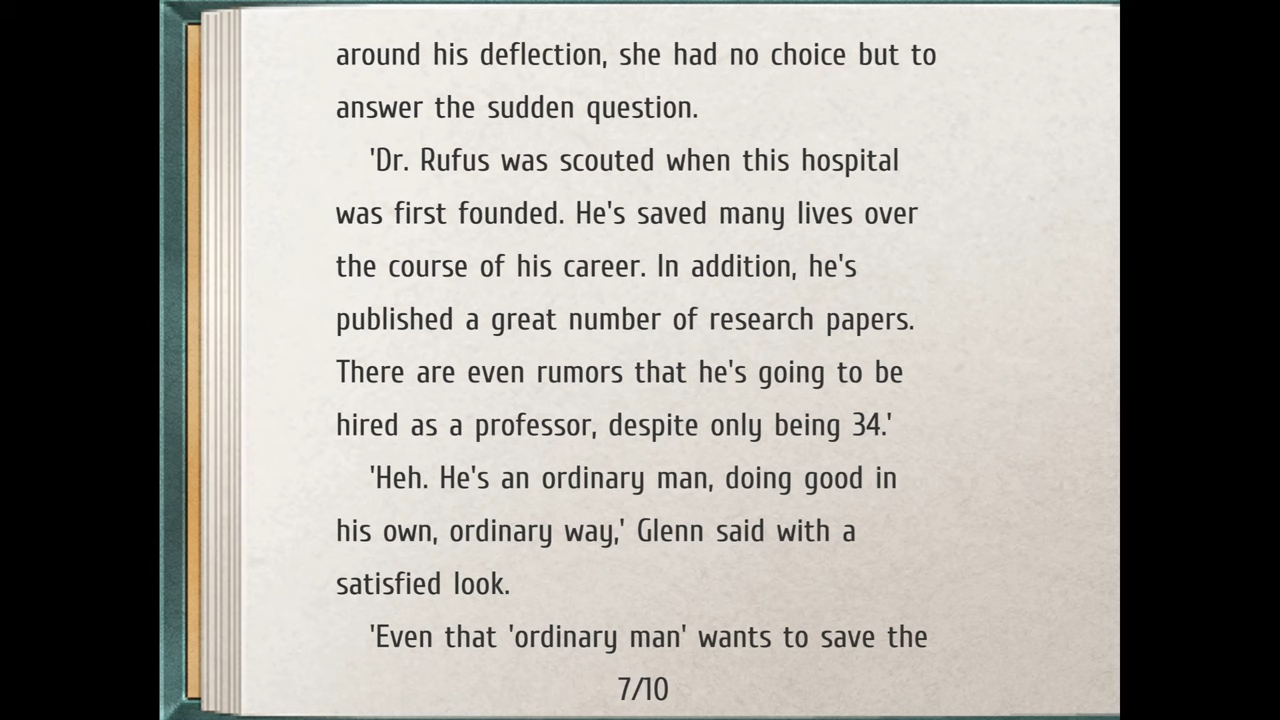 around his deflection, she had no choice but to
answer the sudden question.
'Dr. Rufus was scouted when this hospital
was first founded. He's saved many lives over
the course of his career. In addition, he's
published a great number of research papers.
There are even rumors that he's going to be
hired as a professor, despite only being 34.'
'Heh. He's an ordinary man, doing good in
his own, ordinary way,' Glenn said with a
satisfied look.
'Even that 'ordinary man' wants to save the
7/10